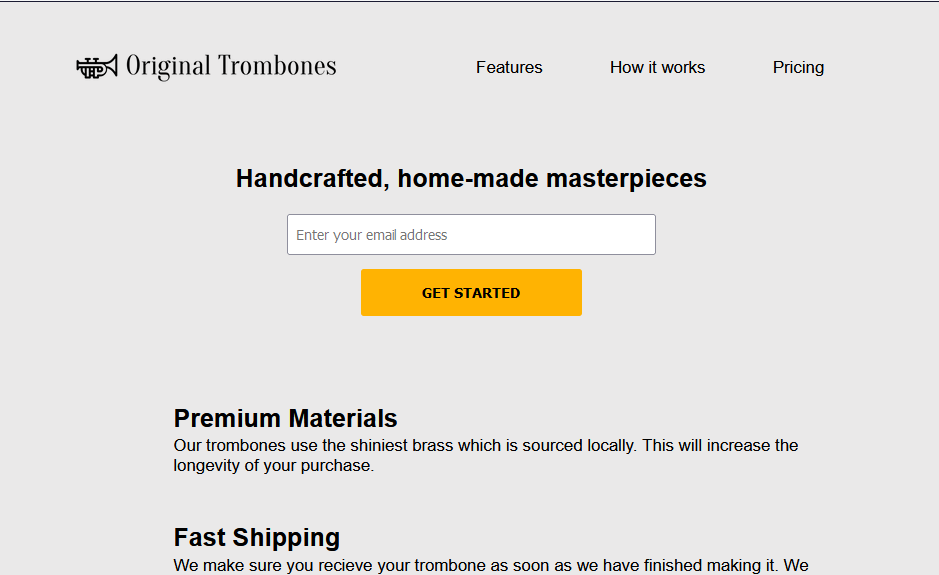 Original Trombones
Features
How it works
Pricing
Handcrafted, home-made masterpieces
Enter your email address
GET STARTED
Premium Materials
Our trombones use the shiniest brass which is sourced locally. This will increase the
longevity of your purchase.
Fast Shipping
We make sure you recieve your trombone as soon as we have finished making it. We